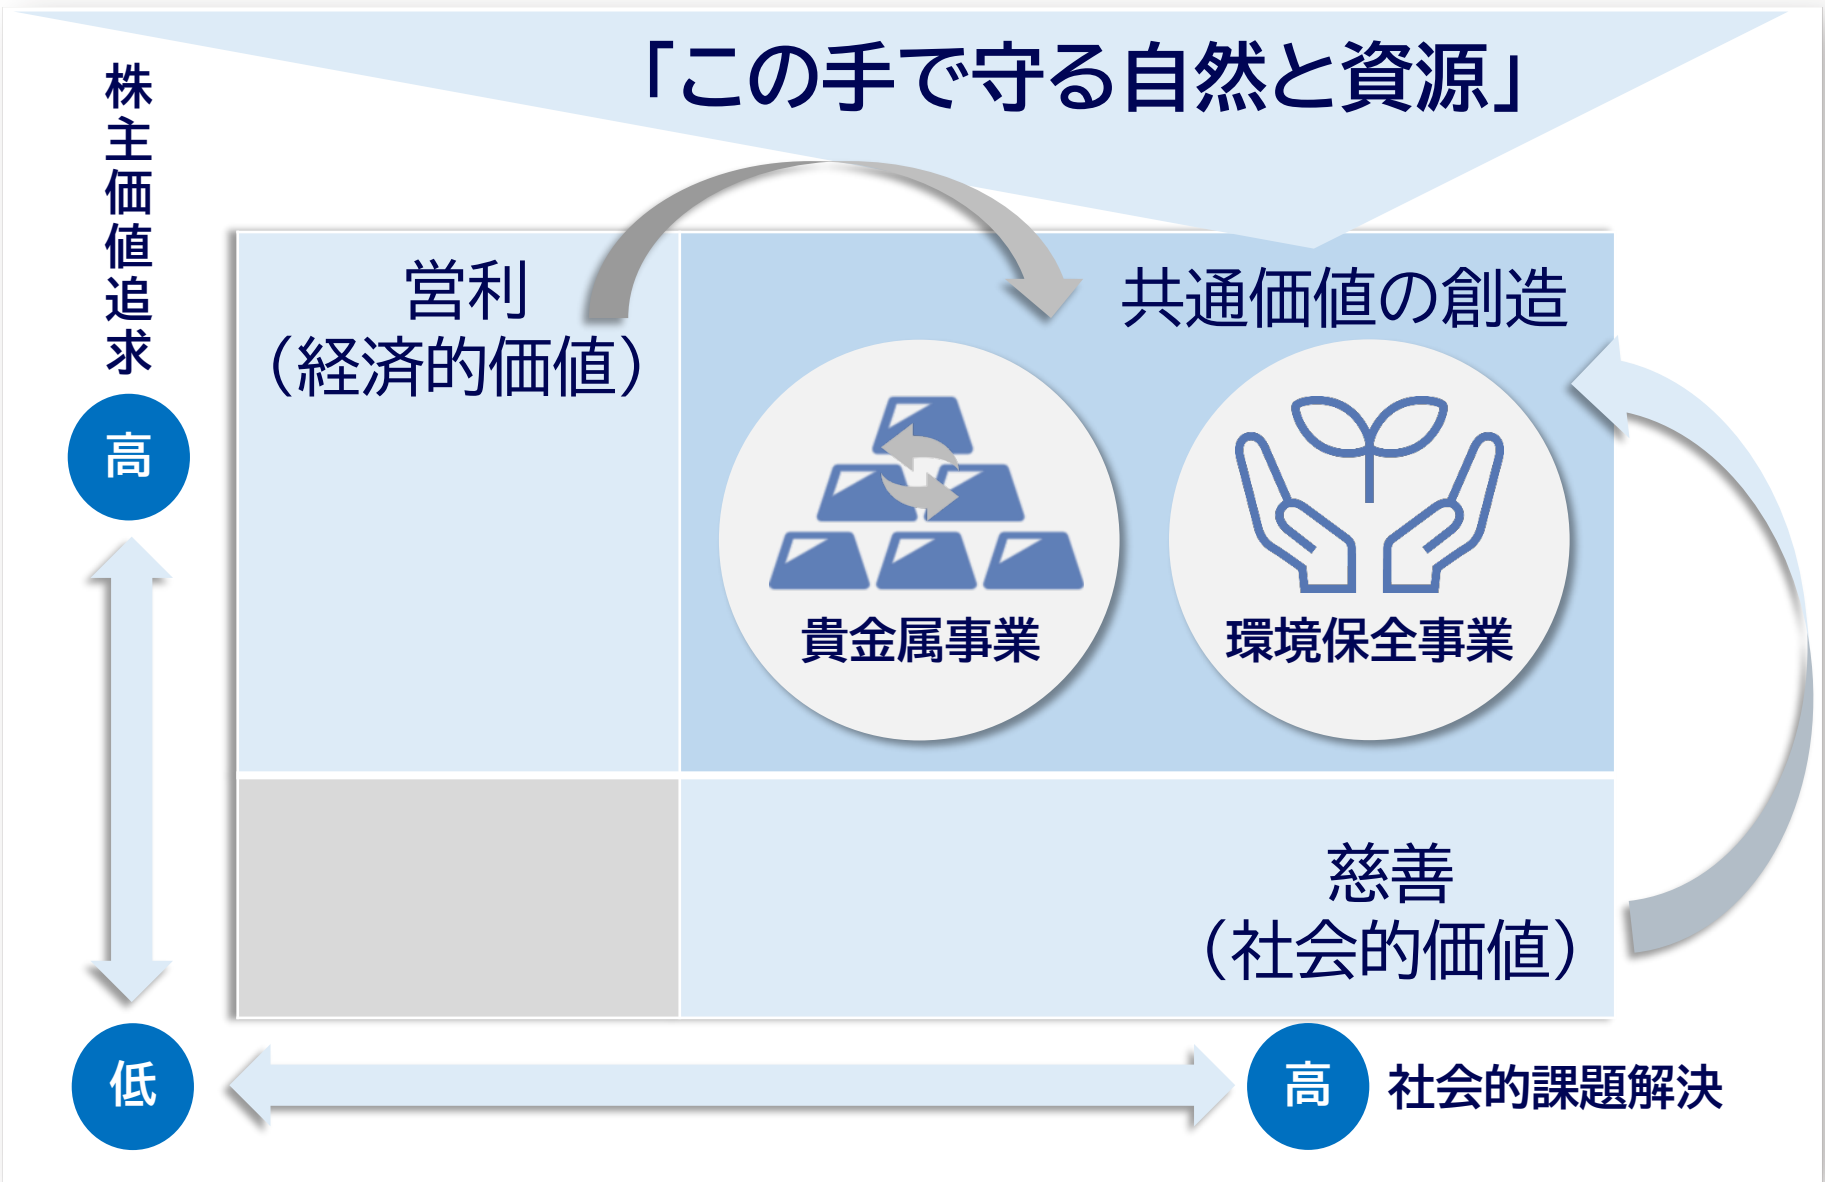 「この手で守る自然と資源」
株主価値追求
高
営利
（経済的価値）
共通価値の創造
貴金属事業
環境保全事業
慈善
（社会的価値）
低
高
社会的課題解決